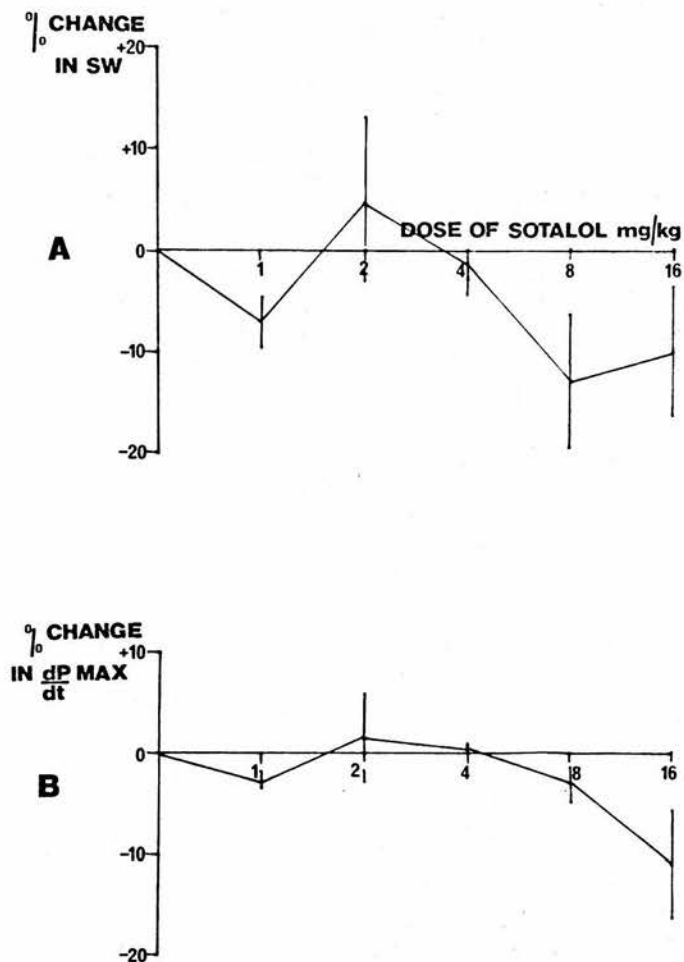 % CHANGE
IN SW
+20
+10
0
-10
-20
A
DOSE OF SOTALOL mg/kg
1
2
4
8
16
% CHANGE
IN dP/dt MAX
+10
0
-10
-20
B
1
2
4
8
16